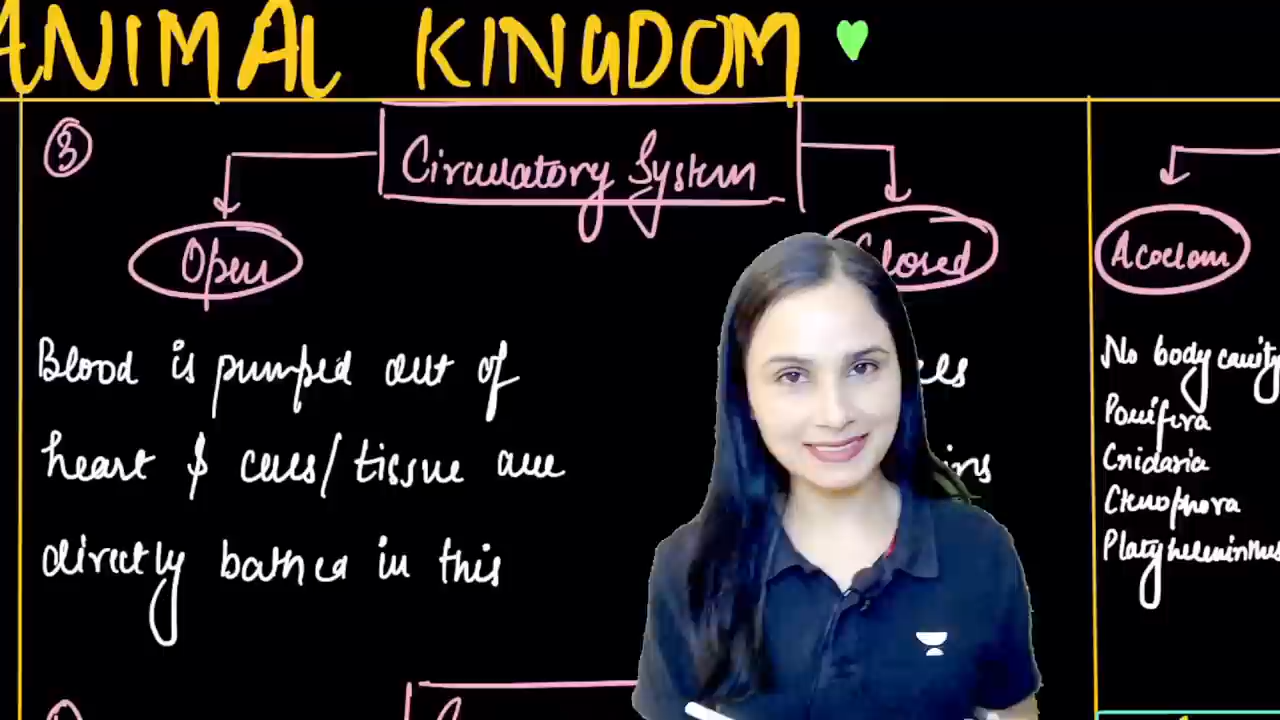 ANIMAL KINGDOM
3
Circulatory System
Open
Closed
Acoelom
Blood is pumped out of
heart & cells/tissue are
directly bathed in this
No body cavity
Porifera
Cnidaria
Ctenophora
Platyhelminthes